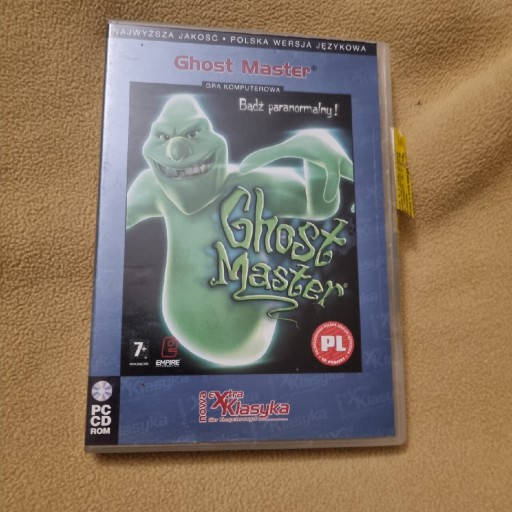 NAJWYŻSZA JAKOŚĆ • POLSKA WERSJA JĘZYKOWA
Ghost Master®
GRA KOMPUTEROWA
Bądź paranormalny!
Ghost
Master
7+
EMPIRE
PL
PC
CD
ROM
nowa eXtra
Klasyka